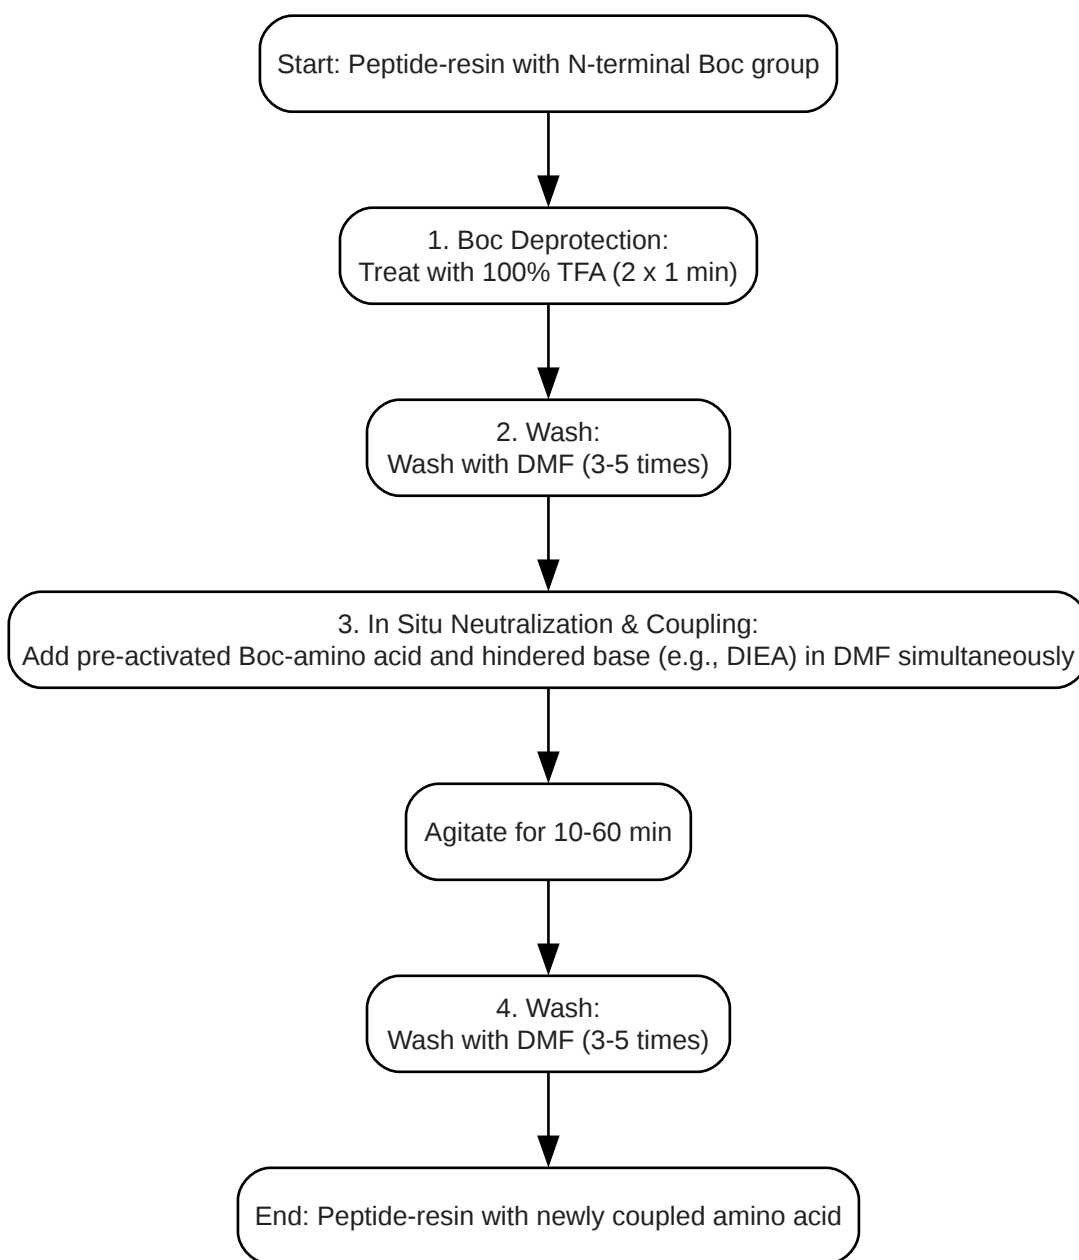 Start: Peptide-resin with N-terminal Boc group
1. Boc Deprotection:
Treat with 100% TFA (2 x 1 min)
2. Wash:
Wash with DMF (3-5 times)
3. In Situ Neutralization & Coupling:
Add pre-activated Boc-amino acid and hindered base (e.g., DIEA) in DMF simultaneously
Agitate for 10-60 min
4. Wash:
Wash with DMF (3-5 times)
End: Peptide-resin with newly coupled amino acid